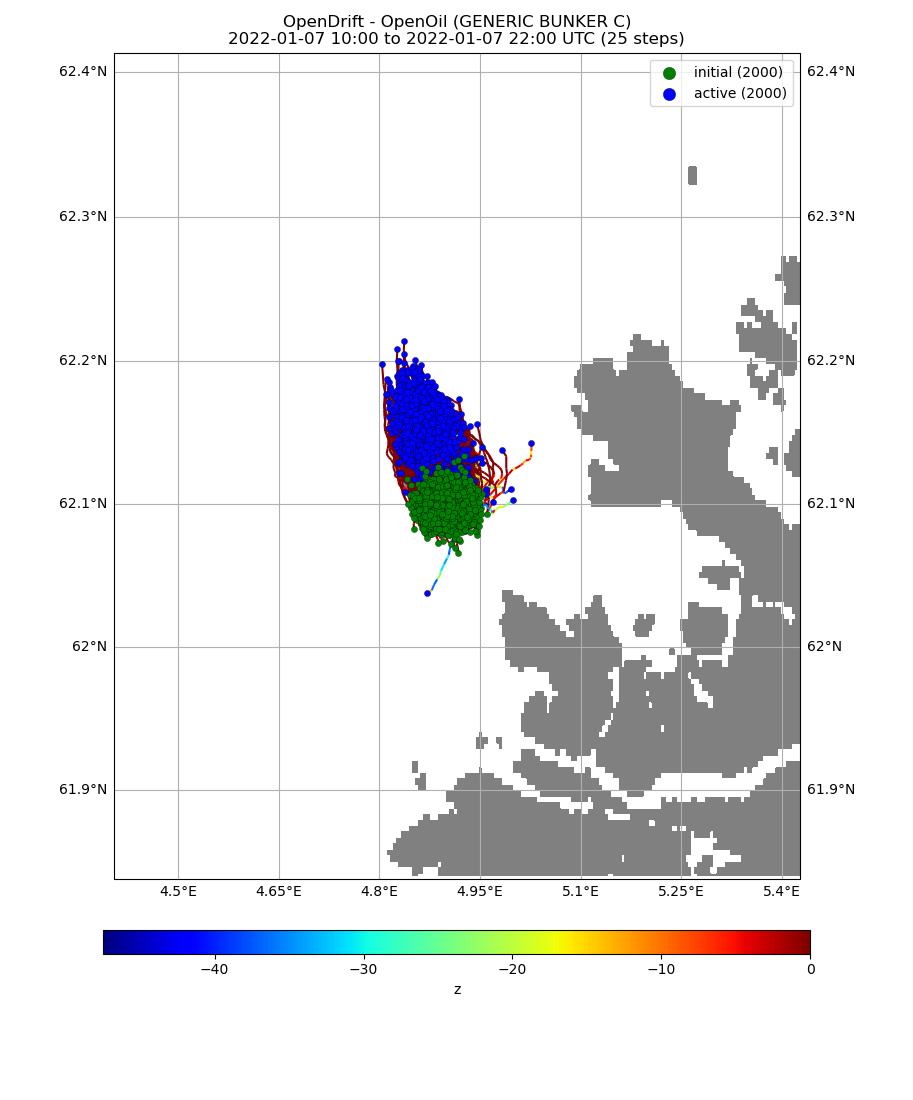 OpenDrift - OpenOil (GENERIC BUNKER C)
2022-01-07 10:00 to 2022-01-07 22:00 UTC (25 steps)
initial (2000)
active (2000)
62.4°N 62.4°N
62.3°N 62.3°N
62.2°N 62.2°N
62.1°N 62.1°N
62°N 62°N
61.9°N 61.9°N
4.5°E 4.65°E 4.8°E 4.95°E 5.1°E 5.25°E 5.4°E
−40 −30 −20 −10 0
z